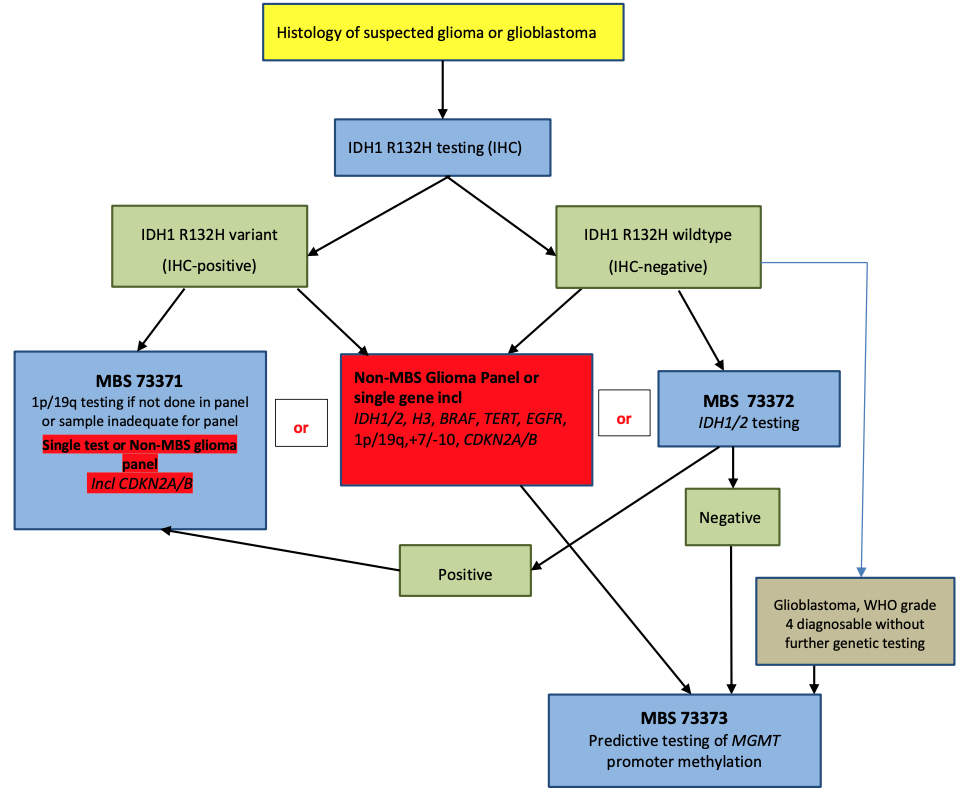 Histology of suspected glioma or glioblastoma
IDH1 R132H testing (IHC)
IDH1 R132H variant
(IHC-positive)
IDH1 R132H wildtype
(IHC-negative)
MBS 73371
1p/19q testing if not done in panel
or sample inadequate for panel
Single test or Non-MBS glioma
panel
Incl CDKN2A/B
or
Non-MBS Glioma Panel or
single gene incl
IDH1/2, H3, BRAF, TERT, EGFR,
1p/19q,+7/-10, CDKN2A/B
or
MBS 73372
IDH1/2 testing
Negative
Positive
Glioblastoma, WHO grade
4 diagnosable without
further genetic testing
MBS 73373
Predictive testing of MGMT
promoter methylation